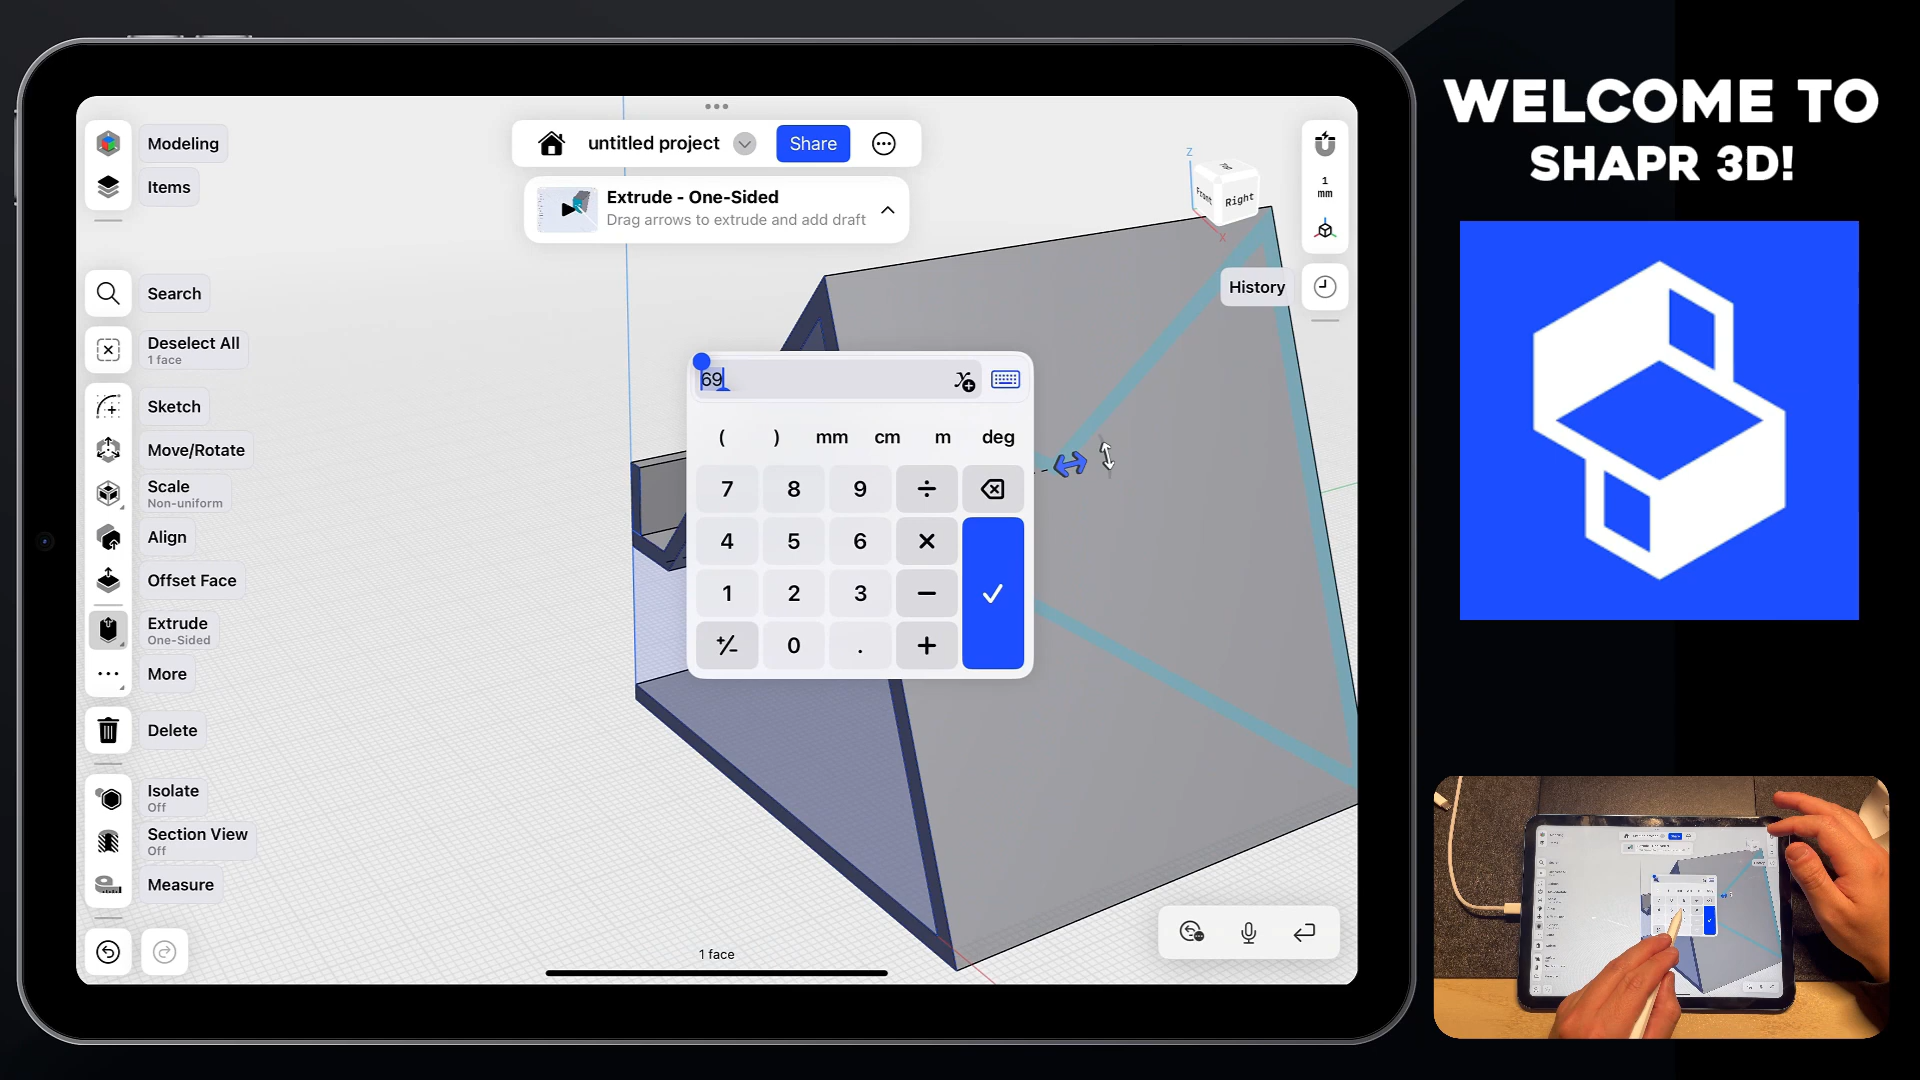 WELCOME TO
SHAPR 3D!
Modeling
Items
untitled project
Share
Extrude - One-Sided
Drag arrows to extrude and add draft
1
mm
Z
Top
Front
Right
X
History
Search
Deselect All
1 face
Sketch
Move/Rotate
Scale
Non-uniform
Align
Offset Face
Extrude
One-Sided
More
Delete
Isolate
Off
Section View
Off
Measure
69
( ) mm cm m deg
7 8 9 ÷
4 5 6 ×
1 2 3 −
+/− 0 . +
1 face